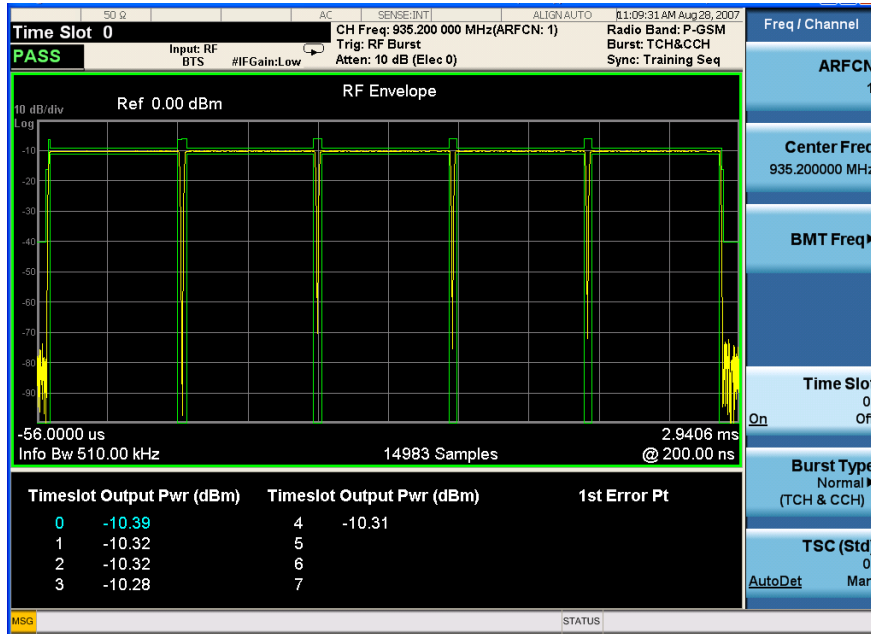 50 Ω AC SENSE:INT ALIGN AUTO 11:09:31 AM Aug 28, 2007
Time Slot 0
CH Freq: 935.200 000 MHz(ARFCN: 1)
Radio Band: P-GSM
PASS
Input: RF
BTS
#IFGain:Low
Trig: RF Burst
Atten: 10 dB (Elec 0)
Burst: TCH&CCH
Sync: Training Seq
RF Envelope
10 dB/div
Ref 0.00 dBm
Log
-10
-20
-30
-40
-50
-60
-70
-80
-90
-56.0000 us
2.9406 ms
Info Bw 510.00 kHz
14983 Samples
@ 200.00 ns
Timeslot Output Pwr (dBm) Timeslot Output Pwr (dBm) 1st Error Pt
0 -10.39 4 -10.31
1 -10.32 5
2 -10.32 6
3 -10.28 7
MSG
STATUS
Freq / Channel
ARFCN
1
Center Freq
935.200000 MHz
BMT Freq
Time Slot
0
On Off
Burst Type
Normal
(TCH & CCH)
TSC (Std)
0
AutoDet Man